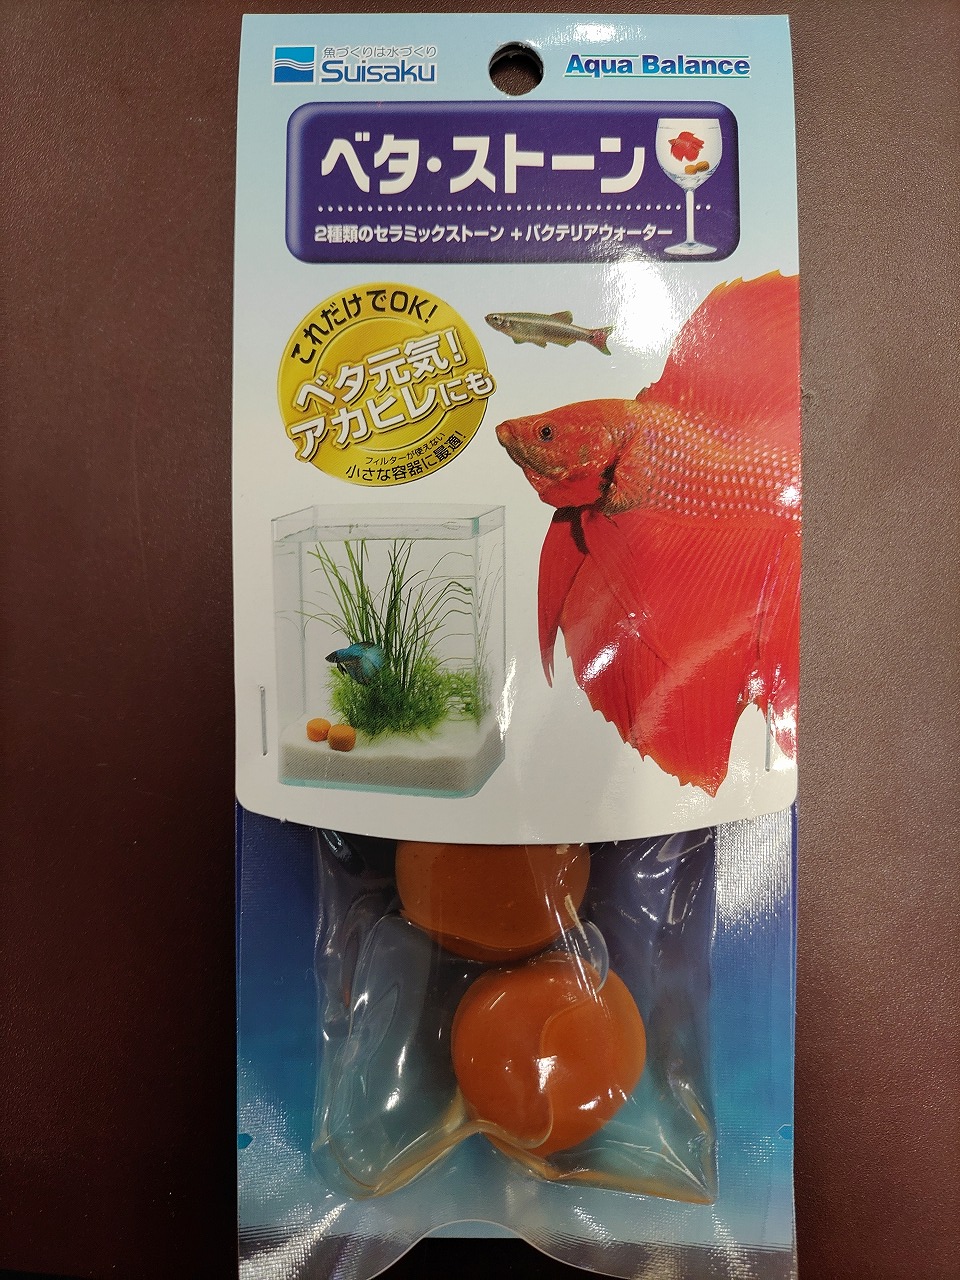 魚づくりは水づくり
Suisaku
Aqua Balance
ベタ・ストーン
2種類のセラミックストーン + バクテリアウォーター
これだけでOK!
ベタ元気!
アカヒレにも
フィルターが使えない
小さな容器に最適!